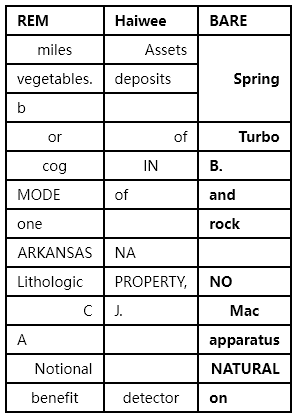 REM Haiwee BARE
miles Assets
vegetables. deposits Spring
b
or of Turbo
cog IN B.
MODE of and
one rock
ARKANSAS NA
Lithologic PROPERTY, NO
C J. Mac
A apparatus
Notional NATURAL
benefit detector on